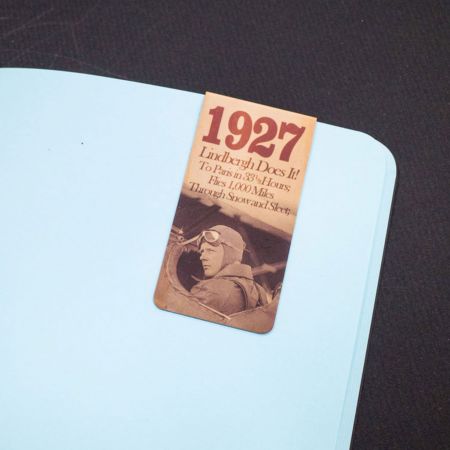 1927
Lindbergh Does It!
To Paris in 33½ Hours;
Flies 1,000 Miles
Through Snow and Sleet;